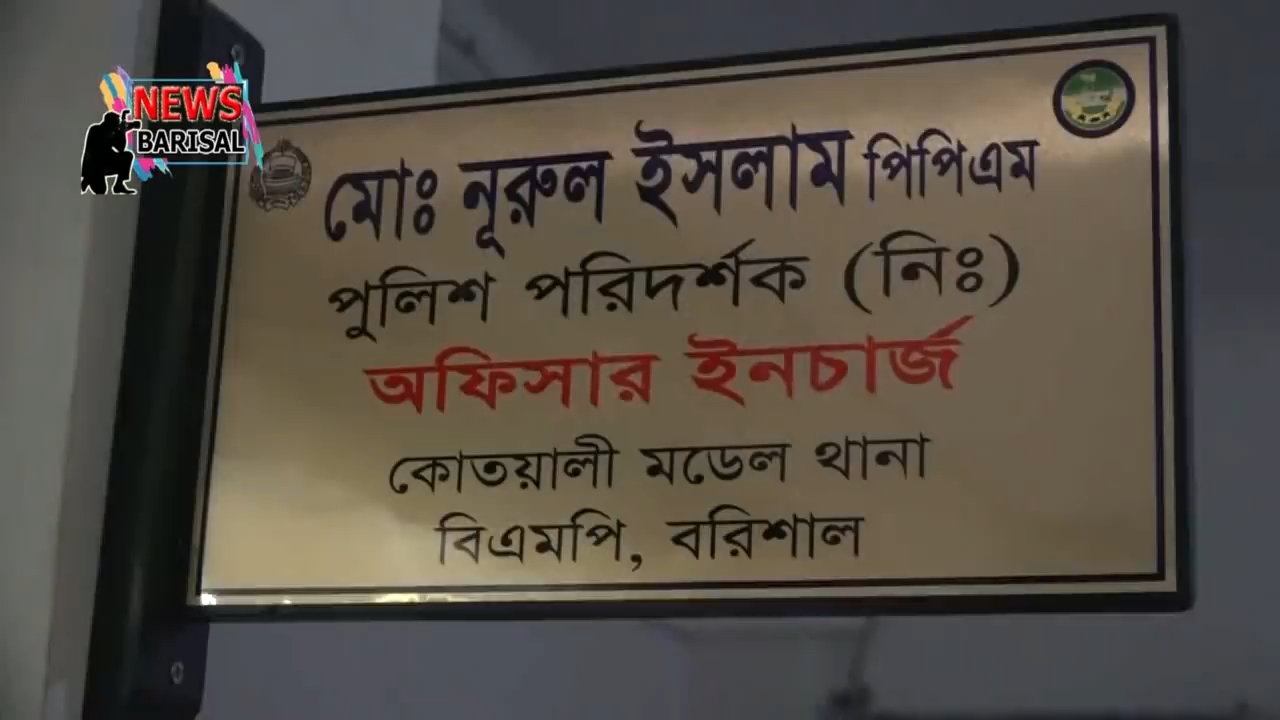 NEWS
BARISAL
মোঃ নূরুল ইসলাম পিপিএম
পুলিশ পরিদর্শক (নিঃ)
অফিসার ইনচার্জ
কোতয়ালী মডেল থানা
বিএমপি, বরিশাল